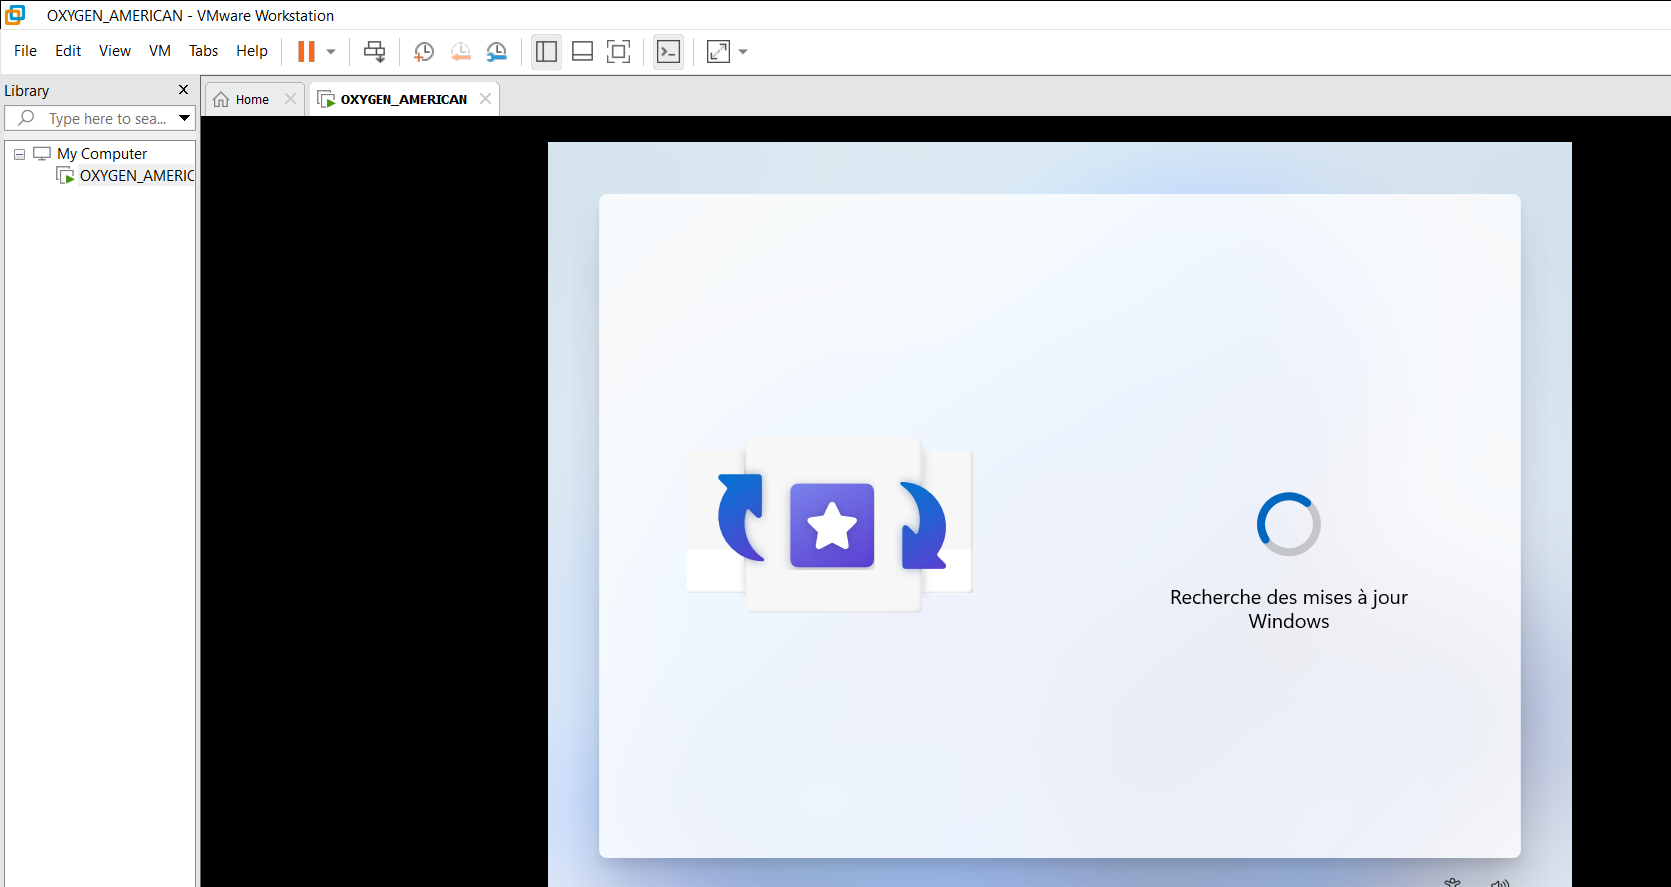 OXYGEN_AMERICAN - VMware Workstation
File Edit View VM Tabs Help
Library
Home OXYGEN_AMERICAN
Type here to sea...
My Computer
OXYGEN_AMERIC
Recherche des mises à jour
Windows